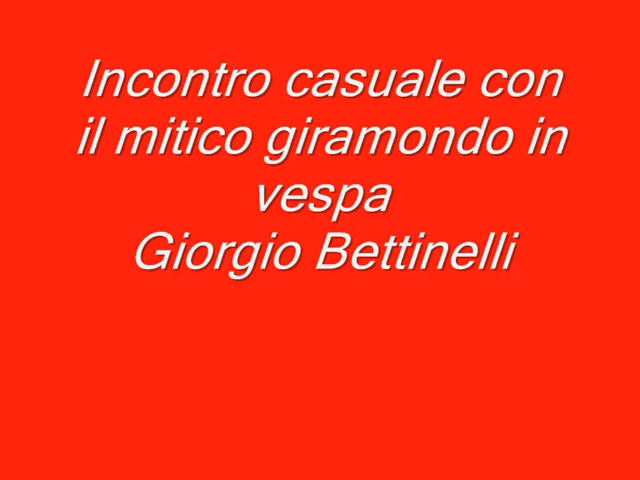 Incontro casuale con
il mitico giramondo in
vespa
Giorgio Bettinelli